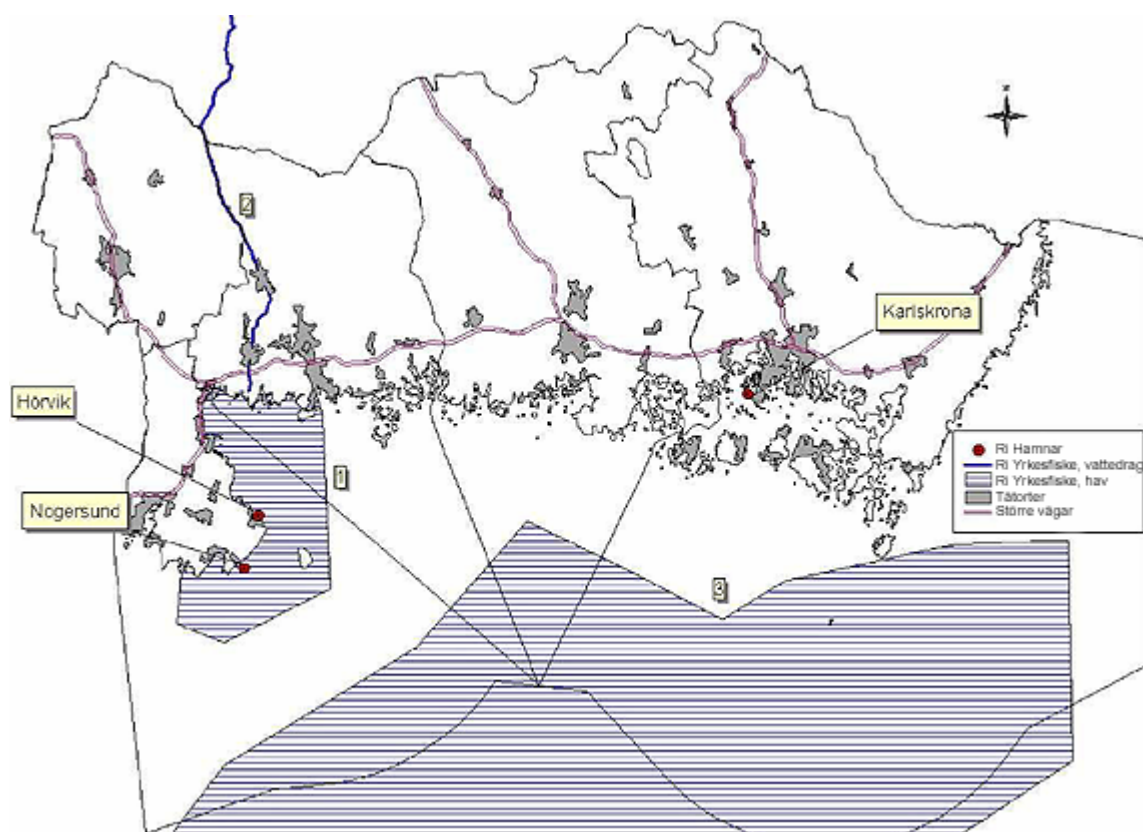 2
Karlskrona
Hörvik
1
Nogersund
RI Hamnar
RI Yrkesfiske, vattedrag
RI Yrkesfiske, hav
Tätorter
Större vägar
3